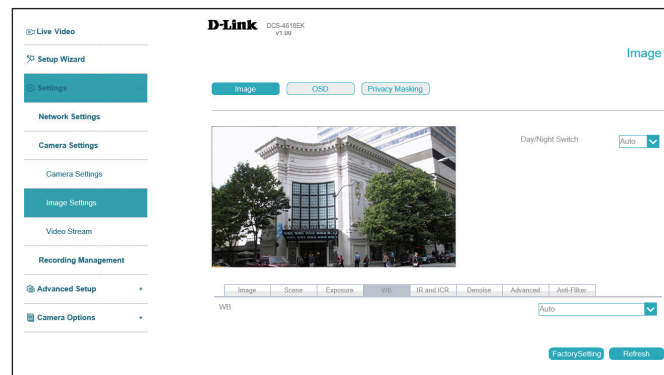 D-Link DCS-4618EK
v1.00
Live Video
Setup Wizard
Settings
Network Settings
Camera Settings
Camera Settings
Image Settings
Video Stream
Recording Management
Advanced Setup +
Camera Options +
Image
Image OSD Privacy Masking
Day/Night Switch Auto
Image Scene Exposure WB IR and ICR Denoise Advanced Anti-Fliker
WB Auto
FactorySetting Refresh